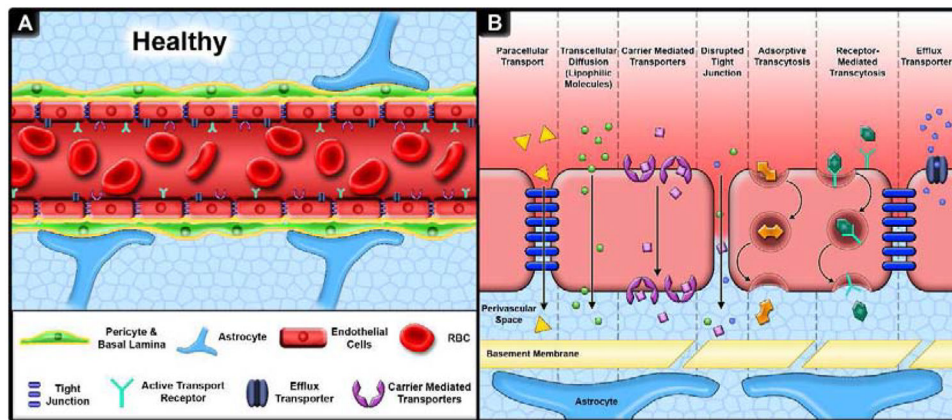 A
Healthy
Pericyte &
Basal Lamina
Astrocyte
Endothelial
Cells
RBC
Tight
Junction
Active Transport
Receptor
Efflux
Transporter
Carrier Mediated
Transporters
B
Paracellular
Transport
Transcellular
Diffusion
(Lipophilic
Molecules)
Carrier Mediated
Transporters
Disrupted
Tight
Junction
Adsorptive
Transcytosis
Receptor-
Mediated
Transcytosis
Efflux
Transporter
Perivascular
Space
Basement Membrane
Astrocyte